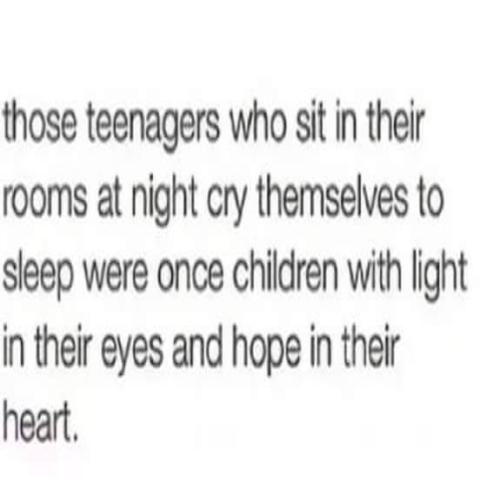 those teenagers who sit in their
rooms at night cry themselves to
sleep were once children with light
in their eyes and hope in their
heart.